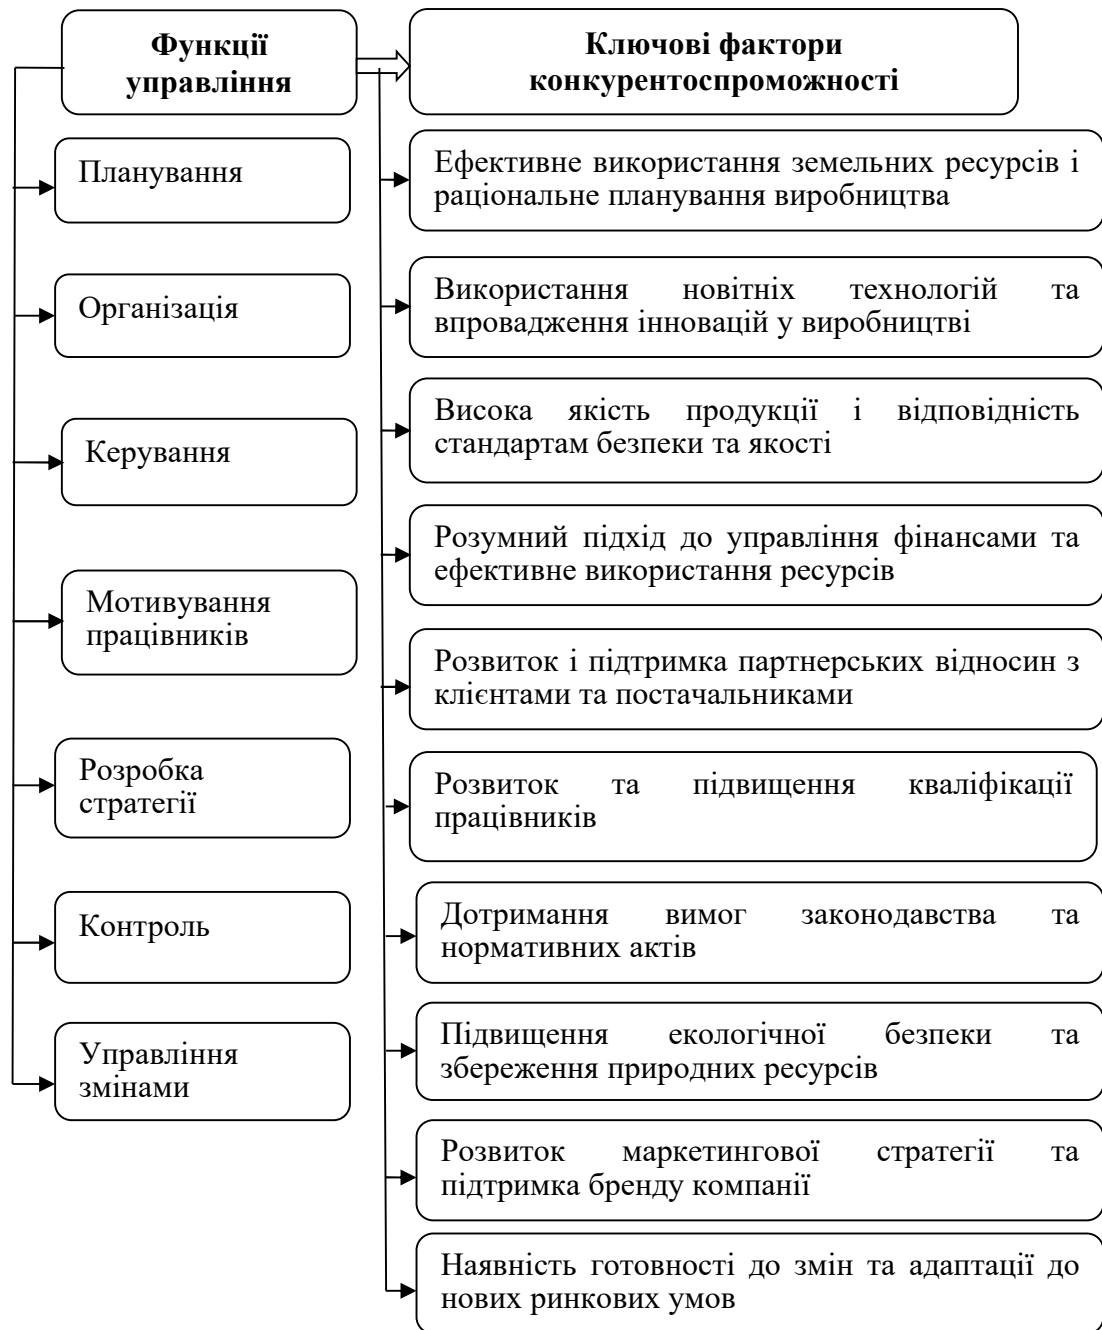 Функції
управління
Ключові фактори
конкурентоспроможності
Планування
Організація
Керування
Мотивування
працівників
Розробка
стратегії
Контроль
Управління
змінами
Ефективне використання земельних ресурсів і
раціональне планування виробництва
Використання новітніх технологій та
впровадження інновацій у виробництві
Висока якість продукції і відповідність
стандартам безпеки та якості
Розумний підхід до управління фінансами та
ефективне використання ресурсів
Розвиток і підтримка партнерських відносин з
клієнтами та постачальниками
Розвиток та підвищення кваліфікації
працівників
Дотримання вимог законодавства та
нормативних актів
Підвищення екологічної безпеки та
збереження природних ресурсів
Розвиток маркетингової стратегії та
підтримка бренду компанії
Наявність готовності до змін та адаптації до
нових ринкових умов